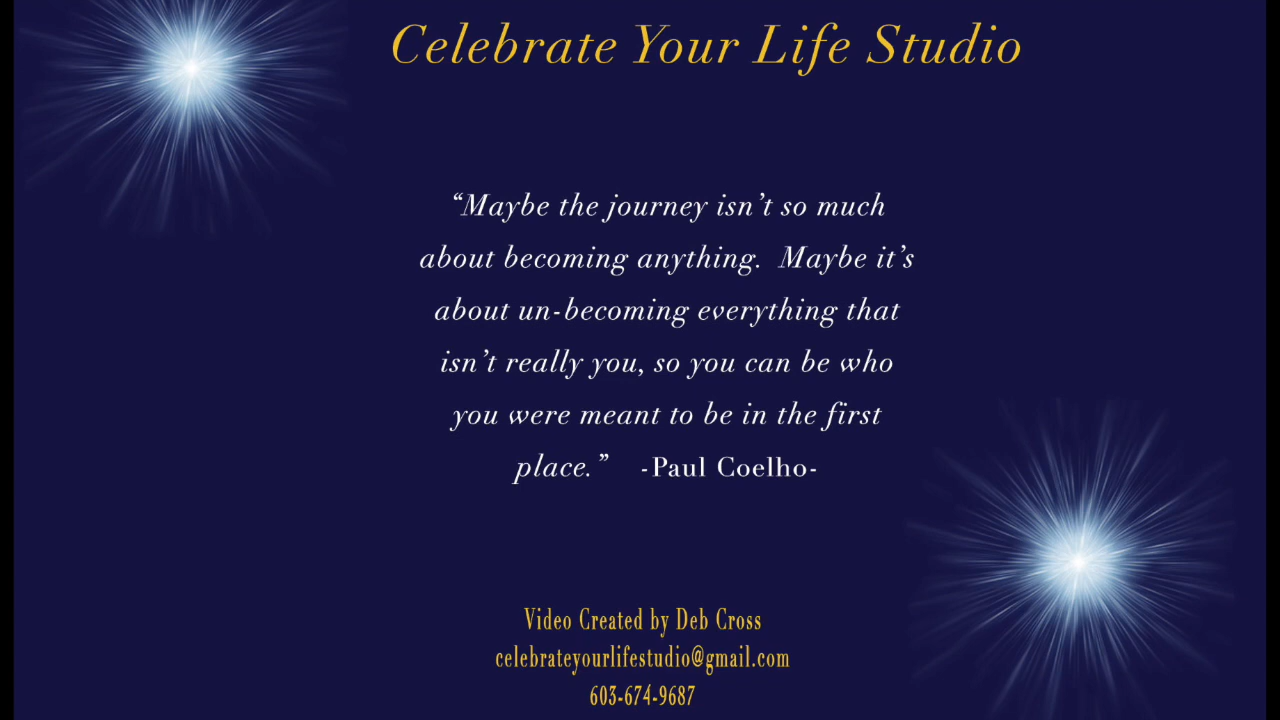 Celebrate Your Life Studio
“Maybe the journey isn’t so much
about becoming anything.  Maybe it’s
about un-becoming everything that
isn’t really you, so you can be who
you were meant to be in the first
place.”   -Paul Coelho-
Video Created by Deb Cross
celebrateyourlifestudio@gmail.com
603-674-9687